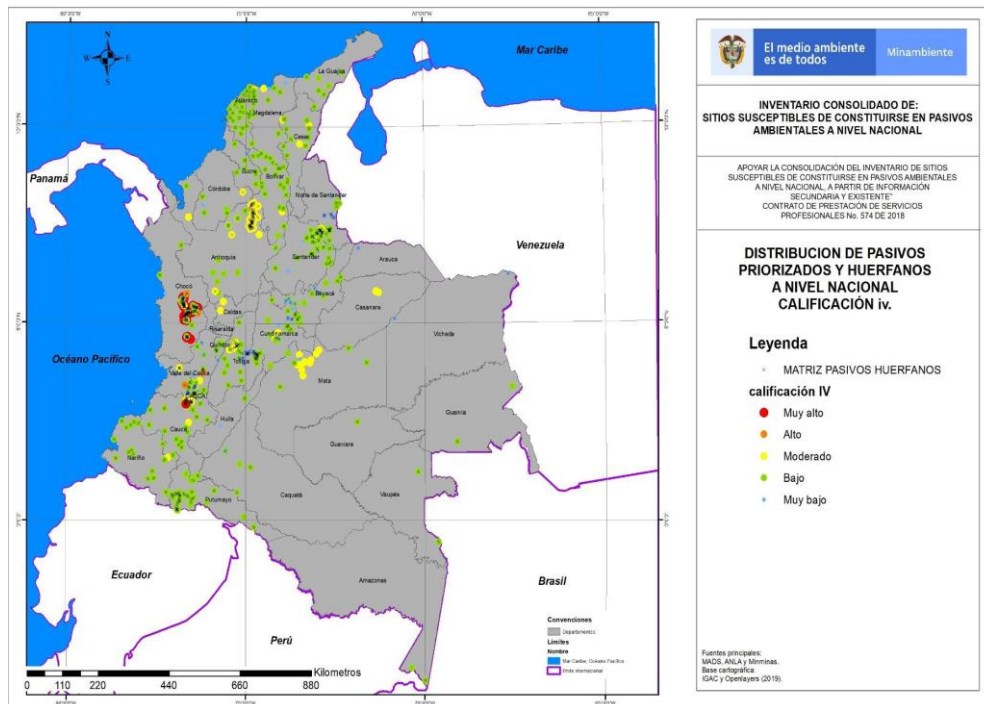 Mar Caribe
La Guajira
Atlántico
Magdalena
Cesar
Sucre
Bolívar
Córdoba
Norte de Santander
Panamá
Venezuela
Antioquia
Santander
Arauca
Chocó
Boyacá
Caldas
Casanare
Risaralda
Cundinamarca
Vichada
Quindío
Tolima
Océano Pacífico
Valle del Cauca
Meta
Huila
Cauca
Guainía
Guaviare
Nariño
Caquetá
Vaupés
Putumayo
Ecuador
Amazonas
Brasil
Perú
N
W E
S
Kilometros
0 110 220 440 660 880
Convenciones
Departamentos
Límites
Nombre
Mar Caribe, Océano Pacífico
El medio ambiente
es de todos
Minambiente
INVENTARIO CONSOLIDADO DE:
SITIOS SUSCEPTIBLES DE CONSTITUIRSE EN PASIVOS
AMBIENTALES A NIVEL NACIONAL
APOYAR LA CONSOLIDACIÓN DEL INVENTARIO DE SITIOS
SUSCEPTIBLES DE CONSTITUIRSE EN PASIVOS AMBIENTALES
A NIVEL NACIONAL, A PARTIR DE INFORMACIÓN
SECUNDARIA Y EXISTENTE"
CONTRATO DE PRESTACIÓN DE SERVICIOS
PROFESIONALES No. 574 DE 2018
DISTRIBUCION DE PASIVOS
PRIORIZADOS Y HUERFANOS
A NIVEL NACIONAL
CALIFICACIÓN iv.
Leyenda
MATRIZ PASIVOS HUERFANOS
calificación IV
Muy alto
Alto
Moderado
Bajo
Muy bajo
Fuentes principales:
MADS, ANLA y Minminas.
Base cartográfica:
IGAC y Openlayers (2019).